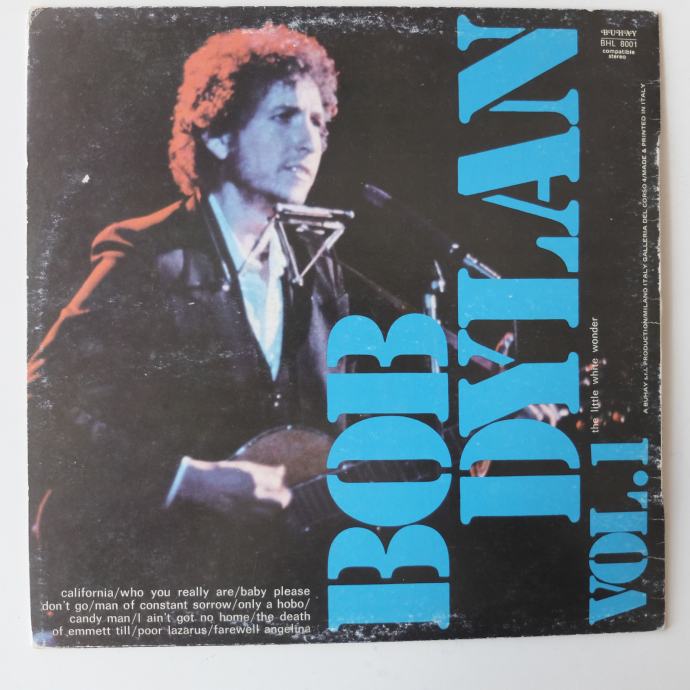 BUHAY
BHL 8001
compatible
stereo
BOB
DYLAN
the little white wonder
VOL.1
A BUHAY s.r.l. PRODUCTION/MILANO ITALY GALLERIA DEL CORSO 4/MADE & PRINTED IN ITALY
california/who you really are/baby please
don't go/man of constant sorrow/only a hobo/
candy man/I ain't got no home/the death
of emmett till/poor lazarus/farewell angelina